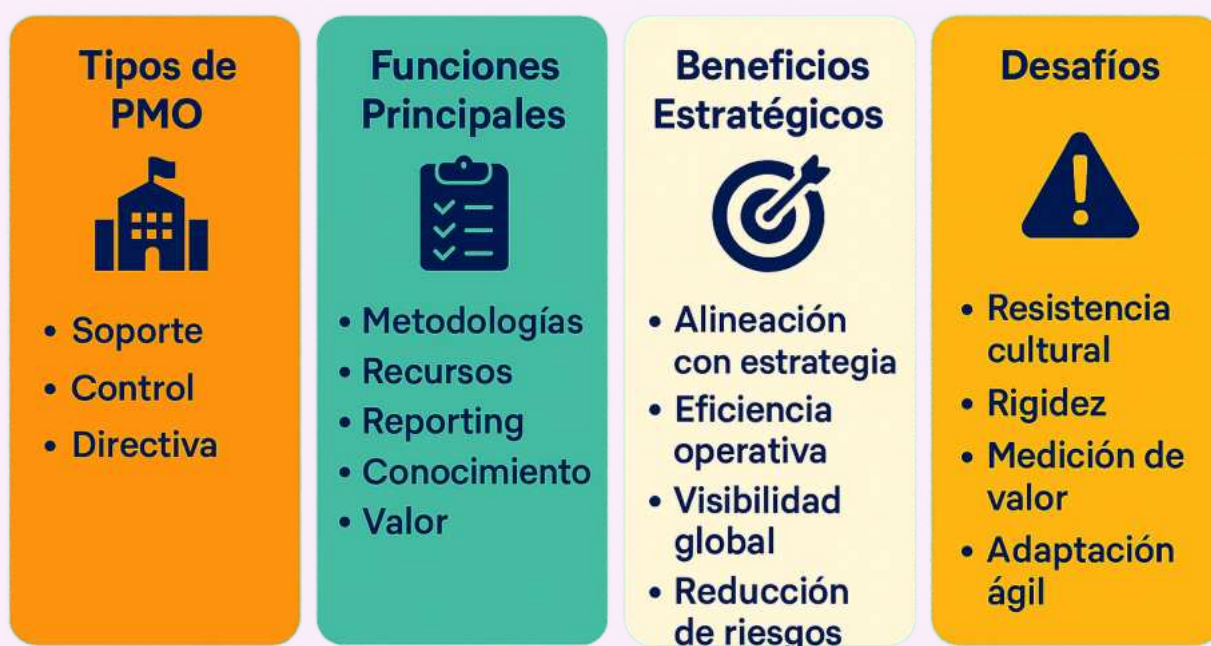 Tipos de
PMO
• Soporte
• Control
• Directiva
Funciones
Principales
• Metodologías
• Recursos
• Reporting
• Conocimiento
• Valor
Beneficios
Estratégicos
• Alineación
con estrategia
• Eficiencia
operativa
• Visibilidad
global
• Reducción
de riesgos
Desafíos
• Resistencia
cultural
• Rigidez
• Medición de
valor
• Adaptación
ágil